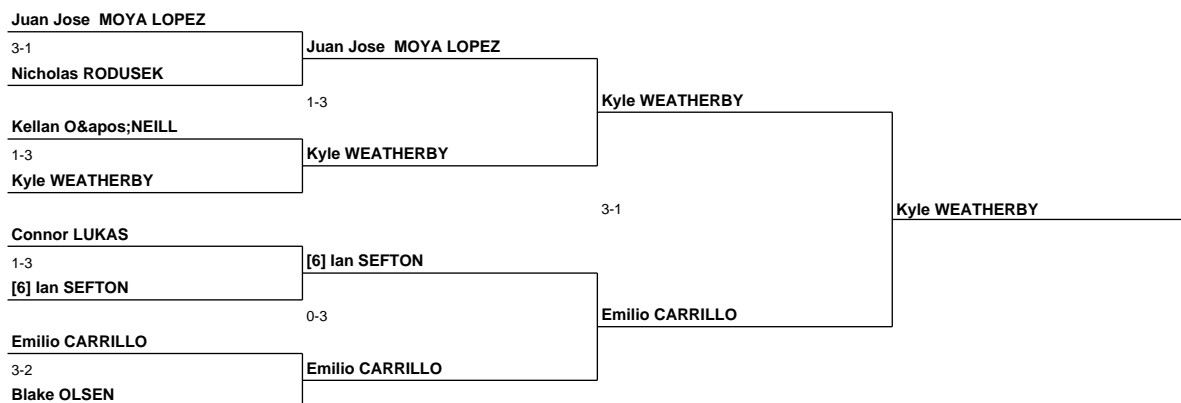 Juan Jose  MOYA LOPEZ
3-1
Juan Jose  MOYA LOPEZ
Nicholas RODUSEK
1-3
Kyle WEATHERBY
Kellan O&apos;NEILL
1-3
Kyle WEATHERBY
Kyle WEATHERBY
3-1
Kyle WEATHERBY
Connor LUKAS
1-3
[6] Ian SEFTON
[6] Ian SEFTON
0-3
Emilio CARRILLO
Emilio CARRILLO
3-2
Emilio CARRILLO
Blake OLSEN